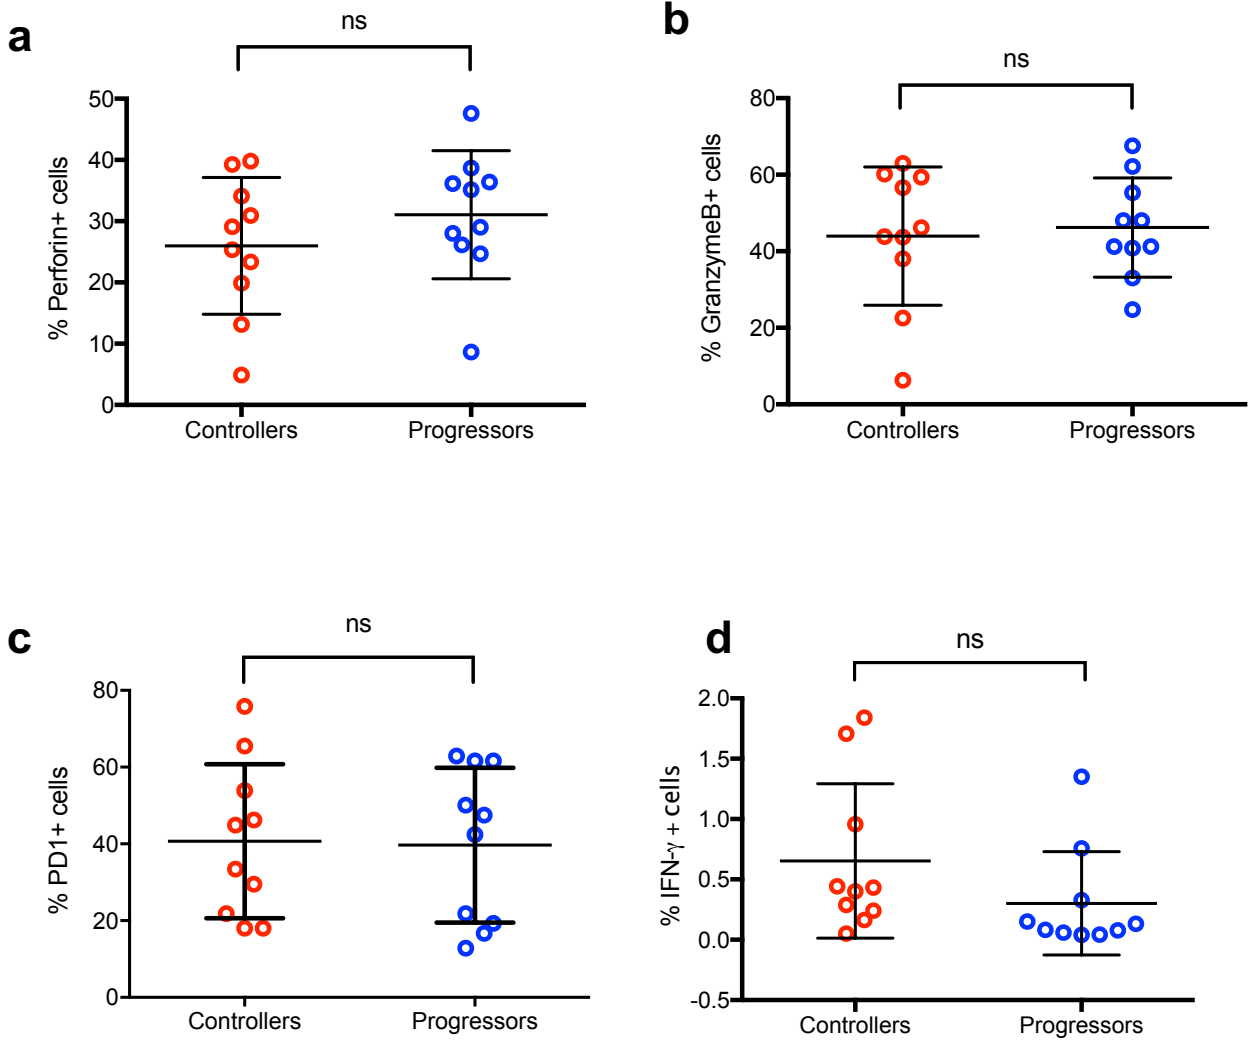 a
ns
% Perforin+ cells
50
40
30
20
10
0
Controllers
Progressors
b
ns
% GranzymeB+ cells
80
60
40
20
0
Controllers
Progressors
c
ns
% PD1+ cells
80
60
40
20
0
Controllers
Progressors
d
ns
% IFN-γ + cells
2.0
1.5
1.0
0.5
0.0
-0.5
Controllers
Progressors